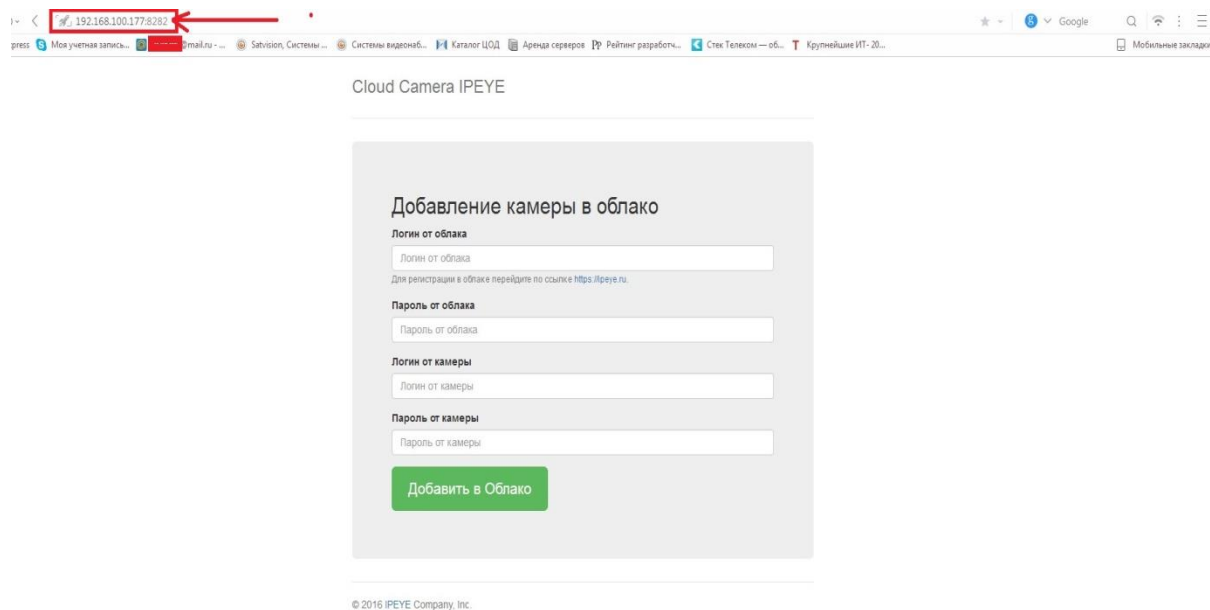 192.168.100.177:8282
Google
press Моя учетная запись... @mail.ru - ... Satvision, Системы ... Системы видеонаб... Каталог ЦОД Аренда серверов Рейтинг разработч... Стек Телеком — об... Крупнейшие ИТ- 20... Мобильные закладки
Cloud Camera IPEYE
Добавление камеры в облако
Логин от облака
Логин от облака
Для регистрации в облаке перейдите по ссылке https://ipeye.ru.
Пароль от облака
Пароль от облака
Логин от камеры
Логин от камеры
Пароль от камеры
Пароль от камеры
Добавить в Облако
© 2016 IPEYE Company, Inc.